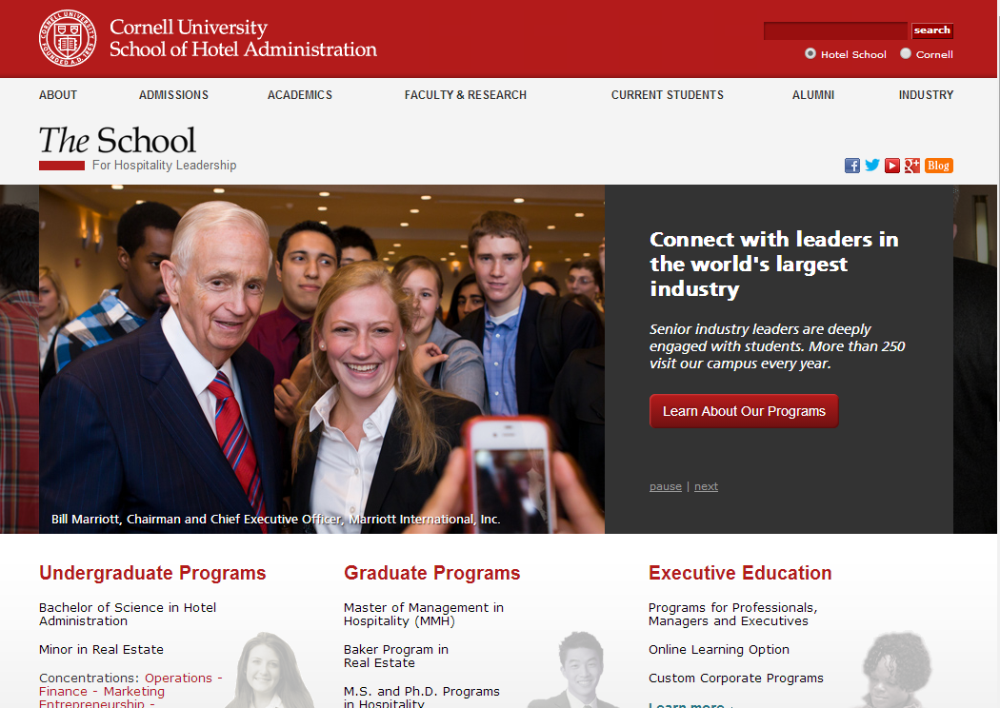 CORNELL UNIVERSITY
FOUNDED A.D. 1865
Cornell University
School of Hotel Administration
search
Hotel School
Cornell
ABOUT
ADMISSIONS
ACADEMICS
FACULTY & RESEARCH
CURRENT STUDENTS
ALUMNI
INDUSTRY
The School
For Hospitality Leadership
Blog
Connect with leaders in
the world's largest
industry
Senior industry leaders are deeply
engaged with students. More than 250
visit our campus every year.
Learn About Our Programs
pause | next
Bill Marriott, Chairman and Chief Executive Officer, Marriott International, Inc.
Undergraduate Programs
Bachelor of Science in Hotel
Administration
Minor in Real Estate
Concentrations: Operations -
Finance - Marketing
Entrepreneurship -
Graduate Programs
Master of Management in
Hospitality (MMH)
Baker Program in
Real Estate
M.S. and Ph.D. Programs
in Hospitality
Executive Education
Programs for Professionals,
Managers and Executives
Online Learning Option
Custom Corporate Programs
Learn more